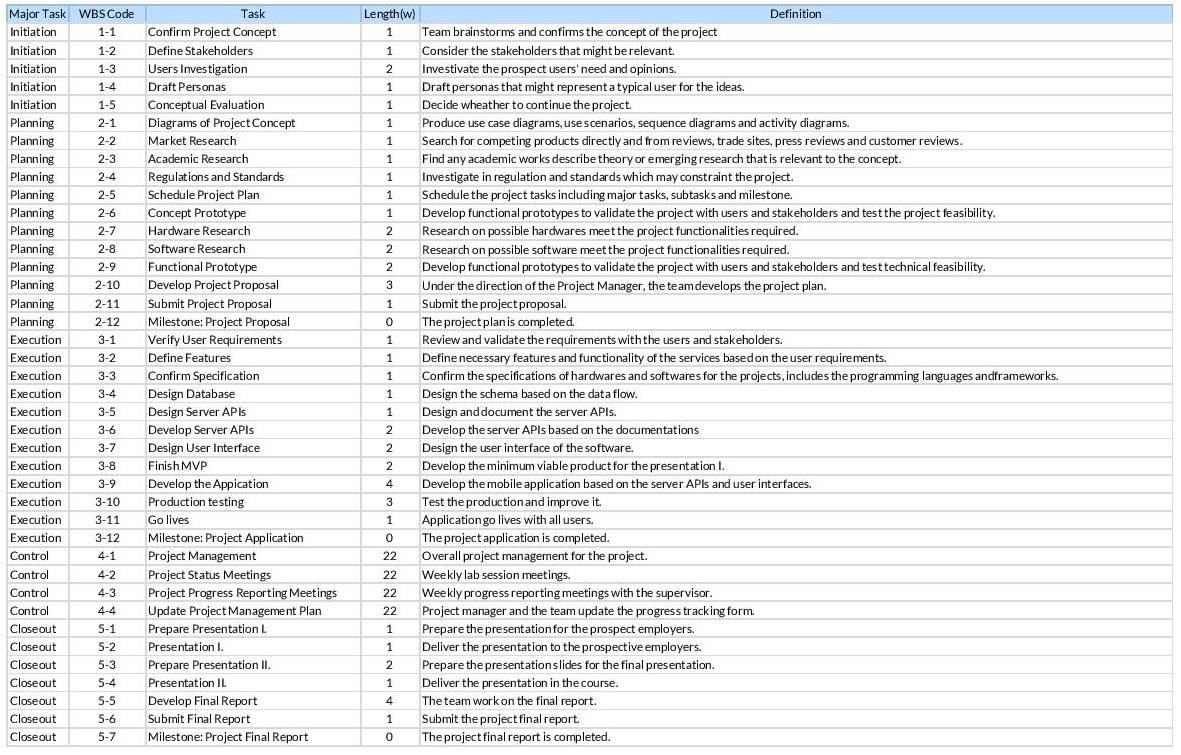 Major Task WBS Code Task Length(w) Definition
Initiation 1-1 Confirm Project Concept 1 Team brainstorms and confirms the concept of the project
Initiation 1-2 Define Stakeholders 1 Consider the stakeholders that might be relevant.
Initiation 1-3 Users Investigation 2 Investivate the prospect users' need and opinions.
Initiation 1-4 Draft Personas 1 Draft personas that might represent a typical user for the ideas.
Initiation 1-5 Conceptual Evaluation 1 Decide wheather to continue the project.
Planning 2-1 Diagrams of Project Concept 1 Produce use case diagrams, use scenarios, sequence diagrams and activity diagrams.
Planning 2-2 Market Research 1 Search for competing products directly and from reviews, trade sites, press reviews and customer reviews.
Planning 2-3 Academic Research 1 Find any academic works describe theory or emerging research that is relevant to the concept.
Planning 2-4 Regulations and Standards 1 Investigate in regulation and standards which may constraint the project.
Planning 2-5 Schedule Project Plan 1 Schedule the project tasks including major tasks, subtasks and milestone.
Planning 2-6 Concept Prototype 1 Develop functional prototypes to validate the project with users and stakeholders and test the project feasibility.
Planning 2-7 Hardware Research 2 Research on possible hardwares meet the project functionalities required.
Planning 2-8 Software Research 2 Research on possible software meet the project functionalities required.
Planning 2-9 Functional Prototype 2 Develop functional prototypes to validate the project with users and stakeholders and test technical feasibility.
Planning 2-10 Develop Project Proposal 3 Under the direction of the Project Manager, the team develops the project plan.
Planning 2-11 Submit Project Proposal 1 Submit the project proposal.
Planning 2-12 Milestone: Project Proposal 0 The project plan is completed.
Execution 3-1 Verify User Requirements 1 Review and validate the requirements with the users and stakeholders.
Execution 3-2 Define Features 1 Define necessary features and functionality of the services based on the user requirements.
Execution 3-3 Confirm Specification 1 Confirm the specifications of hardwares and softwares for the projects, includes the programming languages andframeworks.
Execution 3-4 Design Database 1 Design the schema based on the data flow.
Execution 3-5 Design Server APIs 1 Design and document the server APIs.
Execution 3-6 Develop Server APIs 2 Develop the server APIs based on the documentations
Execution 3-7 Design User Interface 2 Design the user interface of the software.
Execution 3-8 Finish MVP 2 Develop the minimum viable product for the presentation I.
Execution 3-9 Develop the Appication 4 Develop the mobile application based on the server APIs and user interfaces.
Execution 3-10 Production testing 3 Test the production and improve it.
Execution 3-11 Go lives 1 Application go lives with all users.
Execution 3-12 Milestone: Project Application 0 The project application is completed.
Control 4-1 Project Management 22 Overall project management for the project.
Control 4-2 Project Status Meetings 22 Weekly lab session meetings.
Control 4-3 Project Progress Reporting Meetings 22 Weekly progress reporting meetings with the supervisor.
Control 4-4 Update Project Management Plan 22 Project manager and the team update the progress tracking form.
Closeout 5-1 Prepare Presentation I. 1 Prepare the presentation for the prospect employers.
Closeout 5-2 Presentation I. 1 Deliver the presentation to the prospective employers.
Closeout 5-3 Prepare Presentation II. 2 Prepare the presentation slides for the final presentation.
Closeout 5-4 Presentation II. 1 Deliver the presentation in the course.
Closeout 5-5 Develop Final Report 4 The team work on the final report.
Closeout 5-6 Submit Final Report 1 Submit the project final report.
Closeout 5-7 Milestone: Project Final Report 0 The project final report is completed.